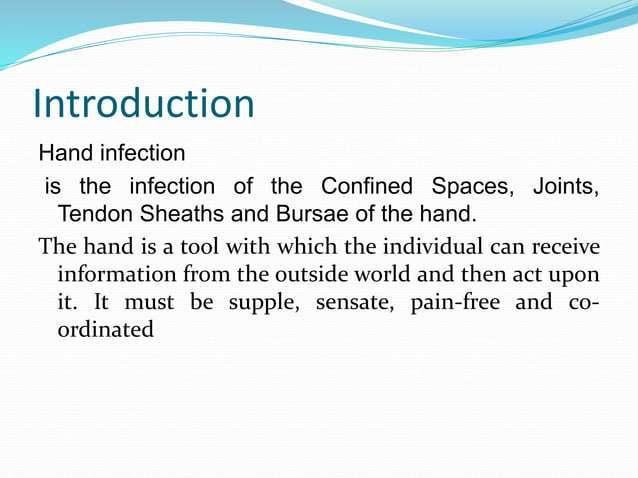 Introduction
Hand infection
is the infection of the Confined Spaces, Joints,
Tendon Sheaths and Bursae of the hand.
The hand is a tool with which the individual can receive
information from the outside world and then act upon
it. It must be supple, sensate, pain-free and co-
ordinated